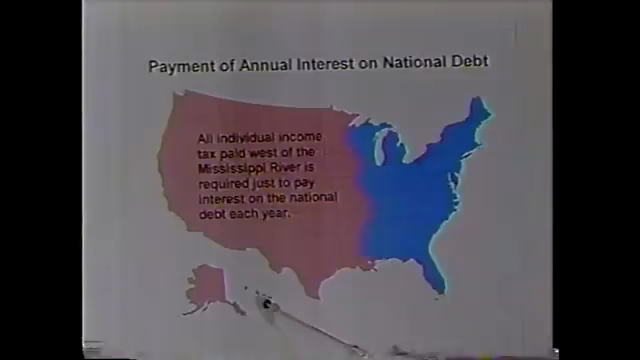 Payment of Annual Interest on National Debt
All individual income
tax paid west of the
Mississippi River is
required just to pay
interest on the national
debt each year.